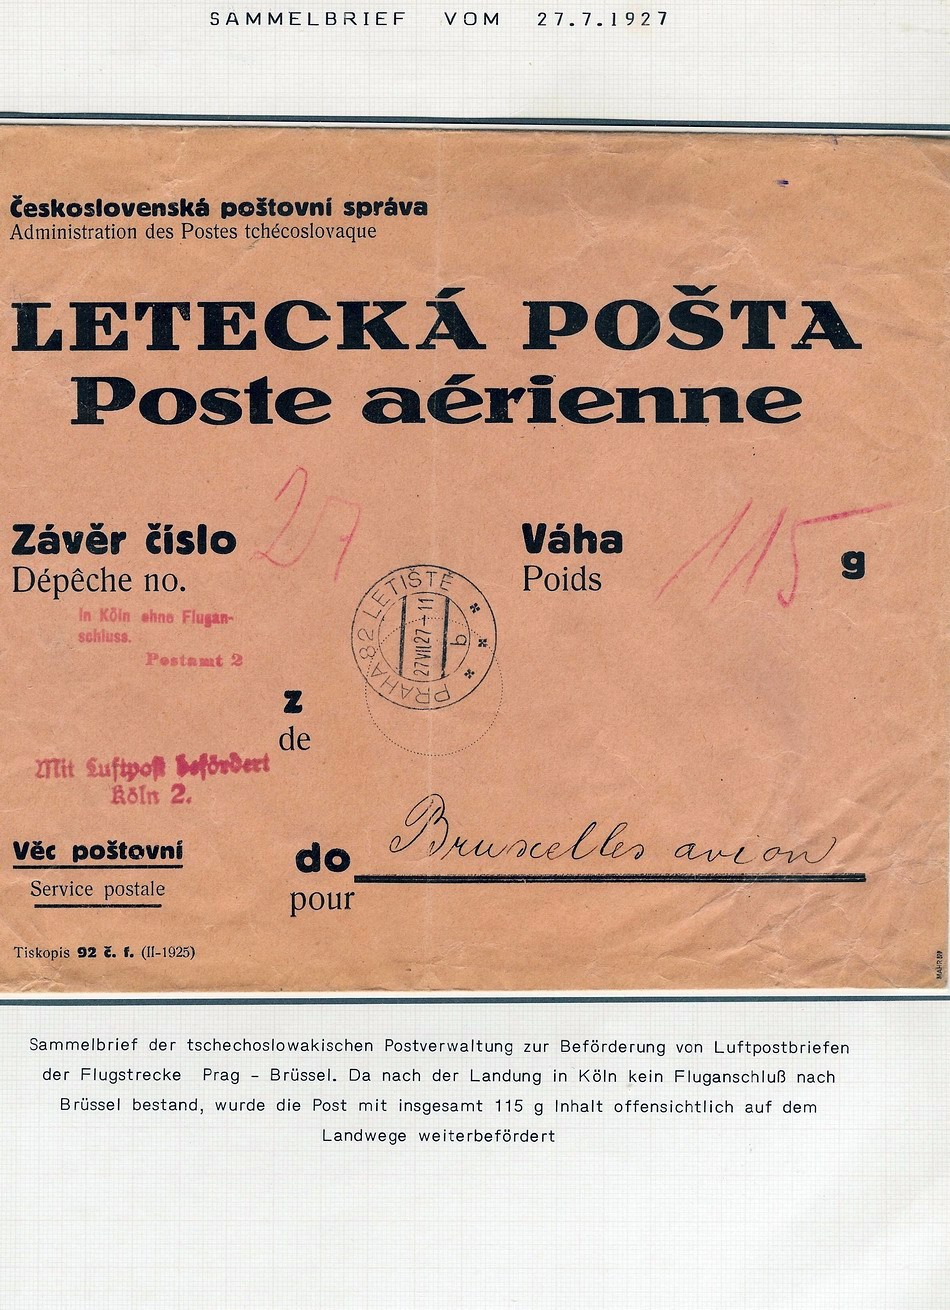 SAMMELBRIEF VOM 27.7.1927
Československá poštovní správa
Administration des Postes tchécoslovaque
LETECKÁ POŠTA
Poste aérienne
Závěr číslo 27
Dépêche no.
Váha 115 g
Poids
In Köln ohne Flugan-
schluss.
Postamt 2
PRAHA 82 LETIŠTĚ
27 VII 27 - 11
b
z
de
Mit Luftpost befördert
Köln 2.
Věc poštovní
Service postale
do Bruxelles avion
pour
Tiskopis 92 č. f. (II-1925)
Sammelbrief der tschechoslowakischen Postverwaltung zur Beförderung von Luftpostbriefen
der Flugstrecke Prag - Brüssel. Da nach der Landung in Köln kein Fluganschluß nach
Brüssel bestand, wurde die Post mit insgesamt 115 g Inhalt offensichtlich auf dem
Landwege weiterbefördert